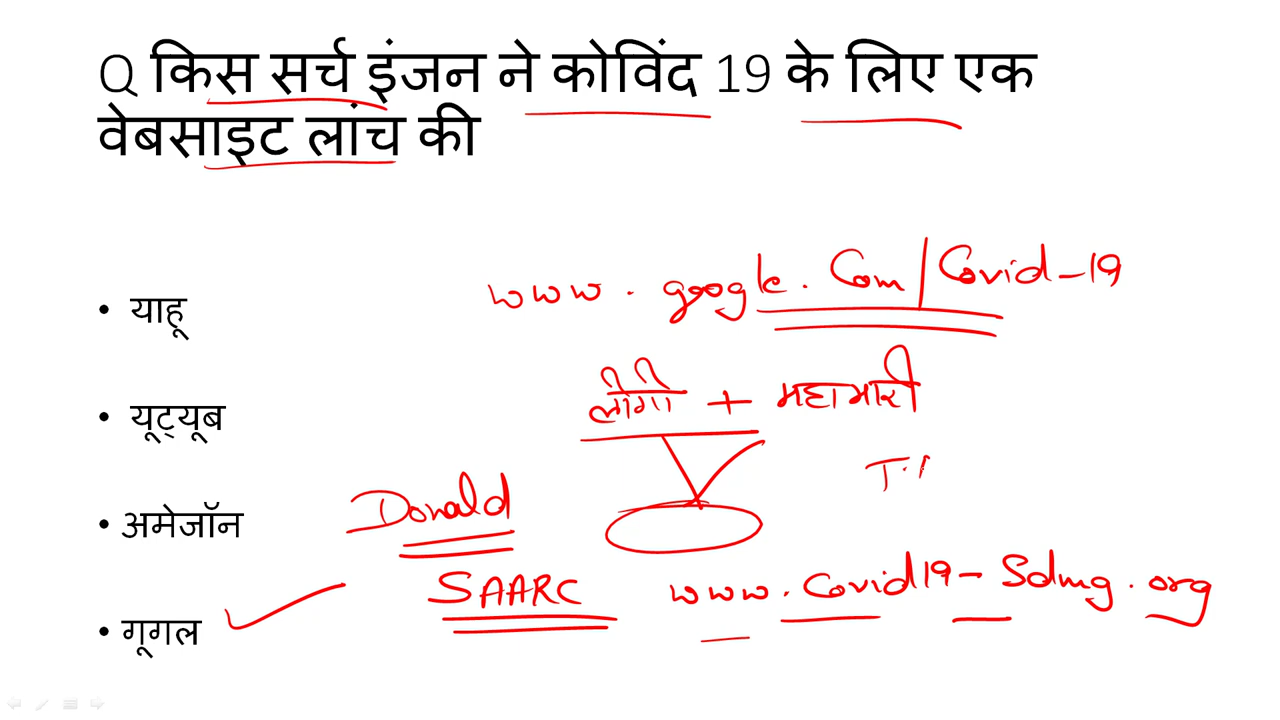 Q किस सर्च इंजन ने कोविंद 19 के लिए एक
वेबसाइट लांच की
www.google.Com/Covid-19
• याहू
लोगो + महामारी
• यूट्यूब
Donald
• अमेजॉन
SAARC www.Covid19-Sdmg.org
• गूगल